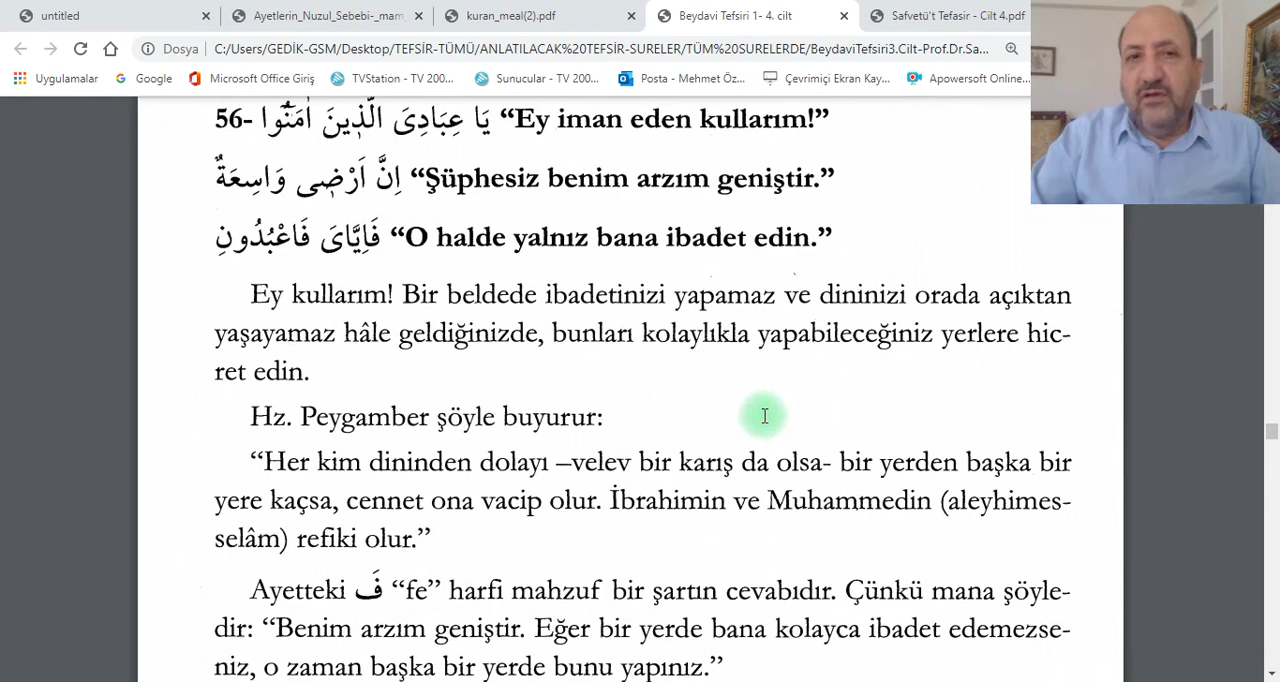 untitled
Ayetlerin_Nuzul_Sebebi-_mam
kuran_meal(2).pdf
Beydavi Tefsiri 1- 4. cilt
Safvetü't Tefasir - Cilt 4.pdf
Dosya | C:/Users/GEDİK-GSM/Desktop/TEFSİR-TÜMÜ/ANLATILACAK%20TEFSİR-SURELER/TÜM%20SURELERDE/BeydaviTefsiri3.Cilt-Prof.Dr.Sa...
Uygulamalar
Google
Microsoft Office Giriş
TVStation - TV 200...
Sunucular - TV 200...
Posta - Mehmet Öz...
Çevrimiçi Ekran Kay...
Apowersoft Online...
56- يَا عِبَادِىَ الَّذٖينَ اٰمَنُٓوا “Ey iman eden kullarım!”
اِنَّ اَرْضٖى وَاسِعَةٌ “Şüphesiz benim arzım geniştir.”
فَاِيَّاىَ فَاعْبُدُونِ “O halde yalnız bana ibadet edin.”
Ey kullarım! Bir beldede ibadetinizi yapamaz ve dininizi orada açıktan
yaşayamaz hâle geldiğinizde, bunları kolaylıkla yapabileceğiniz yerlere hic-
ret edin.
Hz. Peygamber şöyle buyurur:
“Her kim dininden dolayı –velev bir karış da olsa- bir yerden başka bir
yere kaçsa, cennet ona vacip olur. İbrahimin ve Muhammedin (aleyhimes-
selâm) refiki olur.”
Ayetteki فَ “fe” harfi mahzuf bir şartın cevabıdır. Çünkü mana şöyle-
dir: “Benim arzım geniştir. Eğer bir yerde bana kolayca ibadet edemezse-
niz, o zaman başka bir yerde bunu yapınız.”